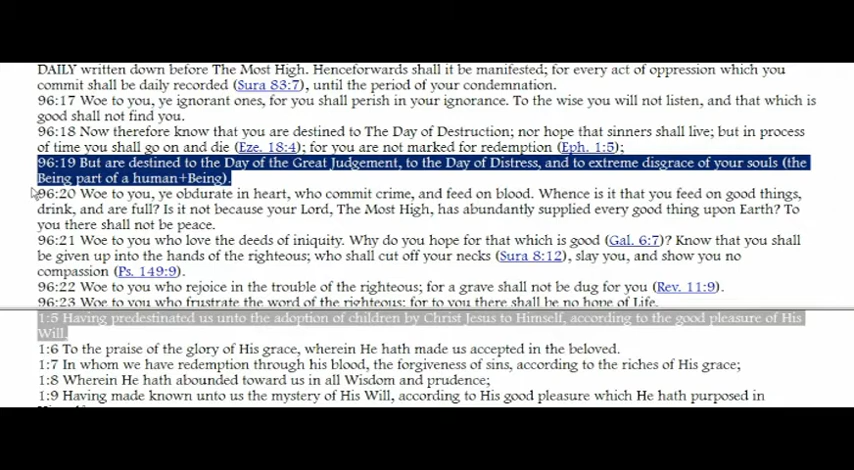 DAILY written down before The Most High. Henceforwards shall it be manifested; for every act of oppression which you
commit shall be daily recorded (Sura 83:7), until the period of your condemnation.
96:17 Woe to you, ye ignorant ones, for you shall perish in your ignorance. To the wise you will not listen, and that which is
good shall not find you.
96:18 Now therefore know that you are destined to The Day of Destruction; nor hope that sinners shall live; but in process
of time you shall go on and die (Eze. 18:4); for you are not marked for redemption (Eph. 1:5);
96:19 But are destined to the Day of the Great Judgement, to the Day of Distress, and to extreme disgrace of your souls (the
Being part of a human+Being).
96:20 Woe to you, ye obdurate in heart, who commit crime, and feed on blood. Whence is it that you feed on good things,
drink, and are full? Is it not because your Lord, The Most High, has abundantly supplied every good thing upon Earth? To
you there shall not be peace.
96:21 Woe to you who love the deeds of iniquity. Why do you hope for that which is good (Gal. 6:7)? Know that you shall
be given up into the hands of the righteous; who shall cut off your necks (Sura 8:12), slay you, and show you no
compassion (Ps. 149:9).
96:22 Woe to you who rejoice in the trouble of the righteous; for a grave shall not be dug for you (Rev. 11:9).
96:23 Woe to you who frustrate the word of the righteous; for to you there shall be no hope of Life.
1:5 Having predestinated us unto the adoption of children by Christ Jesus to Himself, according to the good pleasure of His
Will,
1:6 To the praise of the glory of His grace, wherein He hath made us accepted in the beloved.
1:7 In whom we have redemption through his blood, the forgiveness of sins, according to the riches of His grace;
1:8 Wherein He hath abounded toward us in all Wisdom and prudence;
1:9 Having made known unto us the mystery of His Will, according to His good pleasure which He hath purposed in